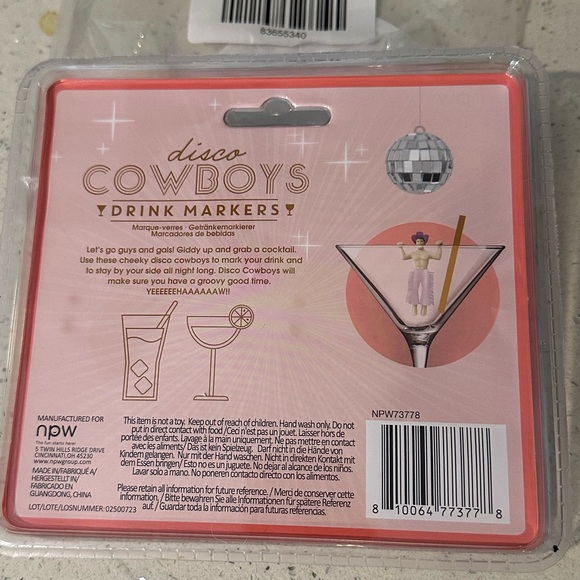 83655340
disco
COWBOYS
DRINK MARKERS
Marque-verres - Getränkemarkierer
Marcadores de bebidas
Let's go guys and gals! Giddy up and grab a cocktail.
Use these cheeky disco cowboys to mark your drink and
to stay by your side all night long. Disco Cowboys will
make sure you have a groovy good time.
YEEEEEHAAAAAAW!!
MANUFACTURED FOR
npw
The fun starts here!
5 TWIN HILLS RIDGE DRIVE
CINCINNATI, OH 45230
www.npwgroup.com
MADE IN/FABRIQUÉ À/
HERGESTELLT IN/
FABRICADO EN
GUANGDONG, CHINA
LOT/LOTE/LOSNUMMER: 02500723
This item is not a toy. Keep out of reach of children. Hand wash only. Do not
put in direct contact with food /Ceci n'est pas un jouet. Laisser hors de
portée des enfants. Lavage à la main uniquement. Ne pas mettre en contact
avec les aliments/ Das ist kein Spielzeug. Darf nicht in die Hände von
Kindern gelangen. Nur mit der Hand waschen. Nicht in direkten Kontakt mit
dem Essen bringen/ Esto no es un juguete. No dejar al alcance de los niños.
Lavar solo a mano. No poneren contacto directo con los alimentos.
Please retain all information for future reference. / Merci de conserver cette
information. / Bitte bewahren Sie alle Informationen für spätere Referenz
auf. / Guardar toda la información para futuras referencias.
NPW73778
8 10064 77377 8